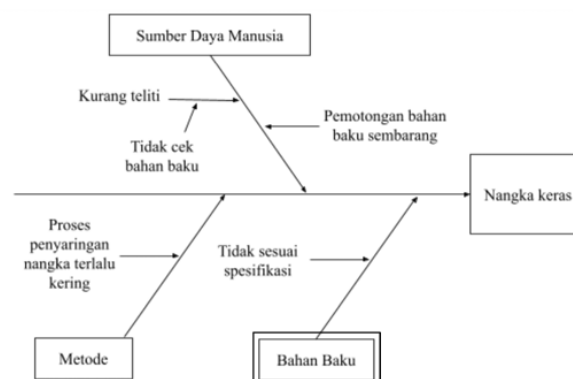 Sumber Daya Manusia
Kurang teliti
Tidak cek
bahan baku
Pemotongan bahan
baku sembarang
Nangka keras
Proses
penyaringan
nangka terlalu
kering
Tidak sesuai
spesifikasi
Metode
Bahan Baku